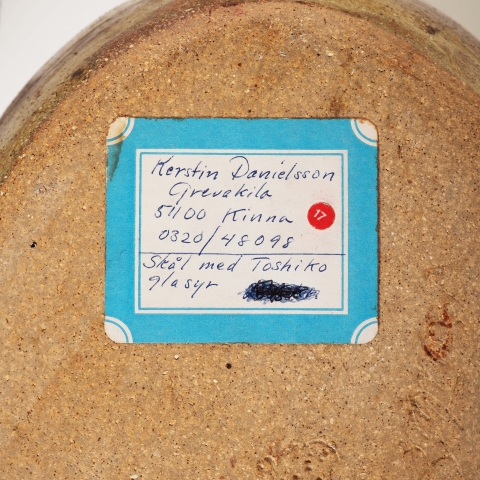 Kerstin Danielsson
Grevakila
51100 Kinna
17
0320/48098
Skål med Toshiko
glasyr